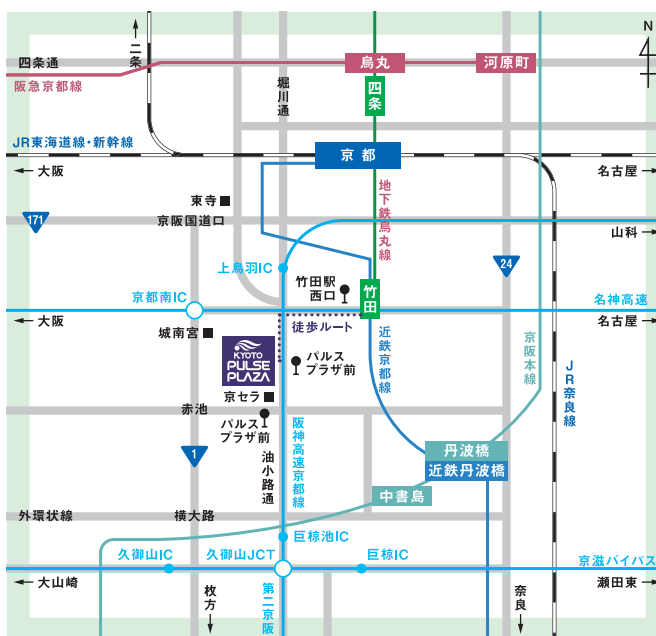 N
二条
四条通
烏丸
河原町
阪急京都線
堀川通
四条
JR東海道線・新幹線
京都
大阪
名古屋
東寺
地下鉄烏丸線
171
京阪国道口
山科
上鳥羽IC
24
竹田駅
西口
京都南IC
竹田
名神高速
大阪
徒歩ルート
名古屋
城南宮
KYOTO
PULSE
PLAZA
パルス
プラザ前
近鉄京都線
京阪本線
JR奈良線
京セラ
赤池
パルス
プラザ前
阪神高速京都線
1
油小路通
丹波橋
近鉄丹波橋
中書島
外環状線
横大路
巨椋池IC
久御山IC
久御山JCT
巨椋IC
京滋バイパス
大山崎
瀬田東
枚方
第二京阪
奈良